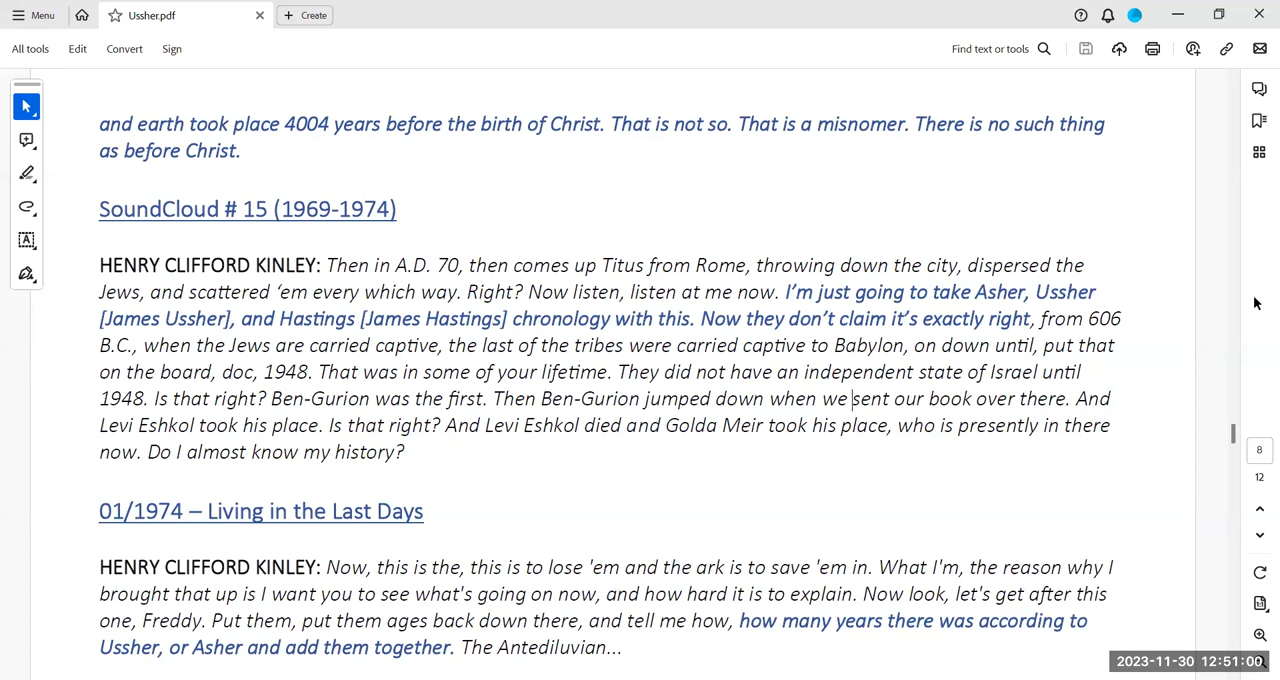 Menu
Ussher.pdf
Create
All tools
Edit
Convert
Sign
Find text or tools
and earth took place 4004 years before the birth of Christ. That is not so. That is a misnomer. There is no such thing
as before Christ.
SoundCloud # 15 (1969-1974)
HENRY CLIFFORD KINLEY: Then in A.D. 70, then comes up Titus from Rome, throwing down the city, dispersed the
Jews, and scattered ‘em every which way. Right? Now listen, listen at me now. I’m just going to take Asher, Ussher
[James Ussher], and Hastings [James Hastings] chronology with this. Now they don’t claim it’s exactly right, from 606
B.C., when the Jews are carried captive, the last of the tribes were carried captive to Babylon, on down until, put that
on the board, doc, 1948. That was in some of your lifetime. They did not have an independent state of Israel until
1948. Is that right? Ben-Gurion was the first. Then Ben-Gurion jumped down when we sent our book over there. And
Levi Eshkol took his place. Is that right? And Levi Eshkol died and Golda Meir took his place, who is presently in there
now. Do I almost know my history?
8
12
01/1974 – Living in the Last Days
HENRY CLIFFORD KINLEY: Now, this is the, this is to lose 'em and the ark is to save 'em in. What I'm, the reason why I
brought that up is I want you to see what's going on now, and how hard it is to explain. Now look, let's get after this
one, Freddy. Put them, put them ages back down there, and tell me how, how many years there was according to
Ussher, or Asher and add them together. The Antediluvian...
2023-11-30 12:51:00